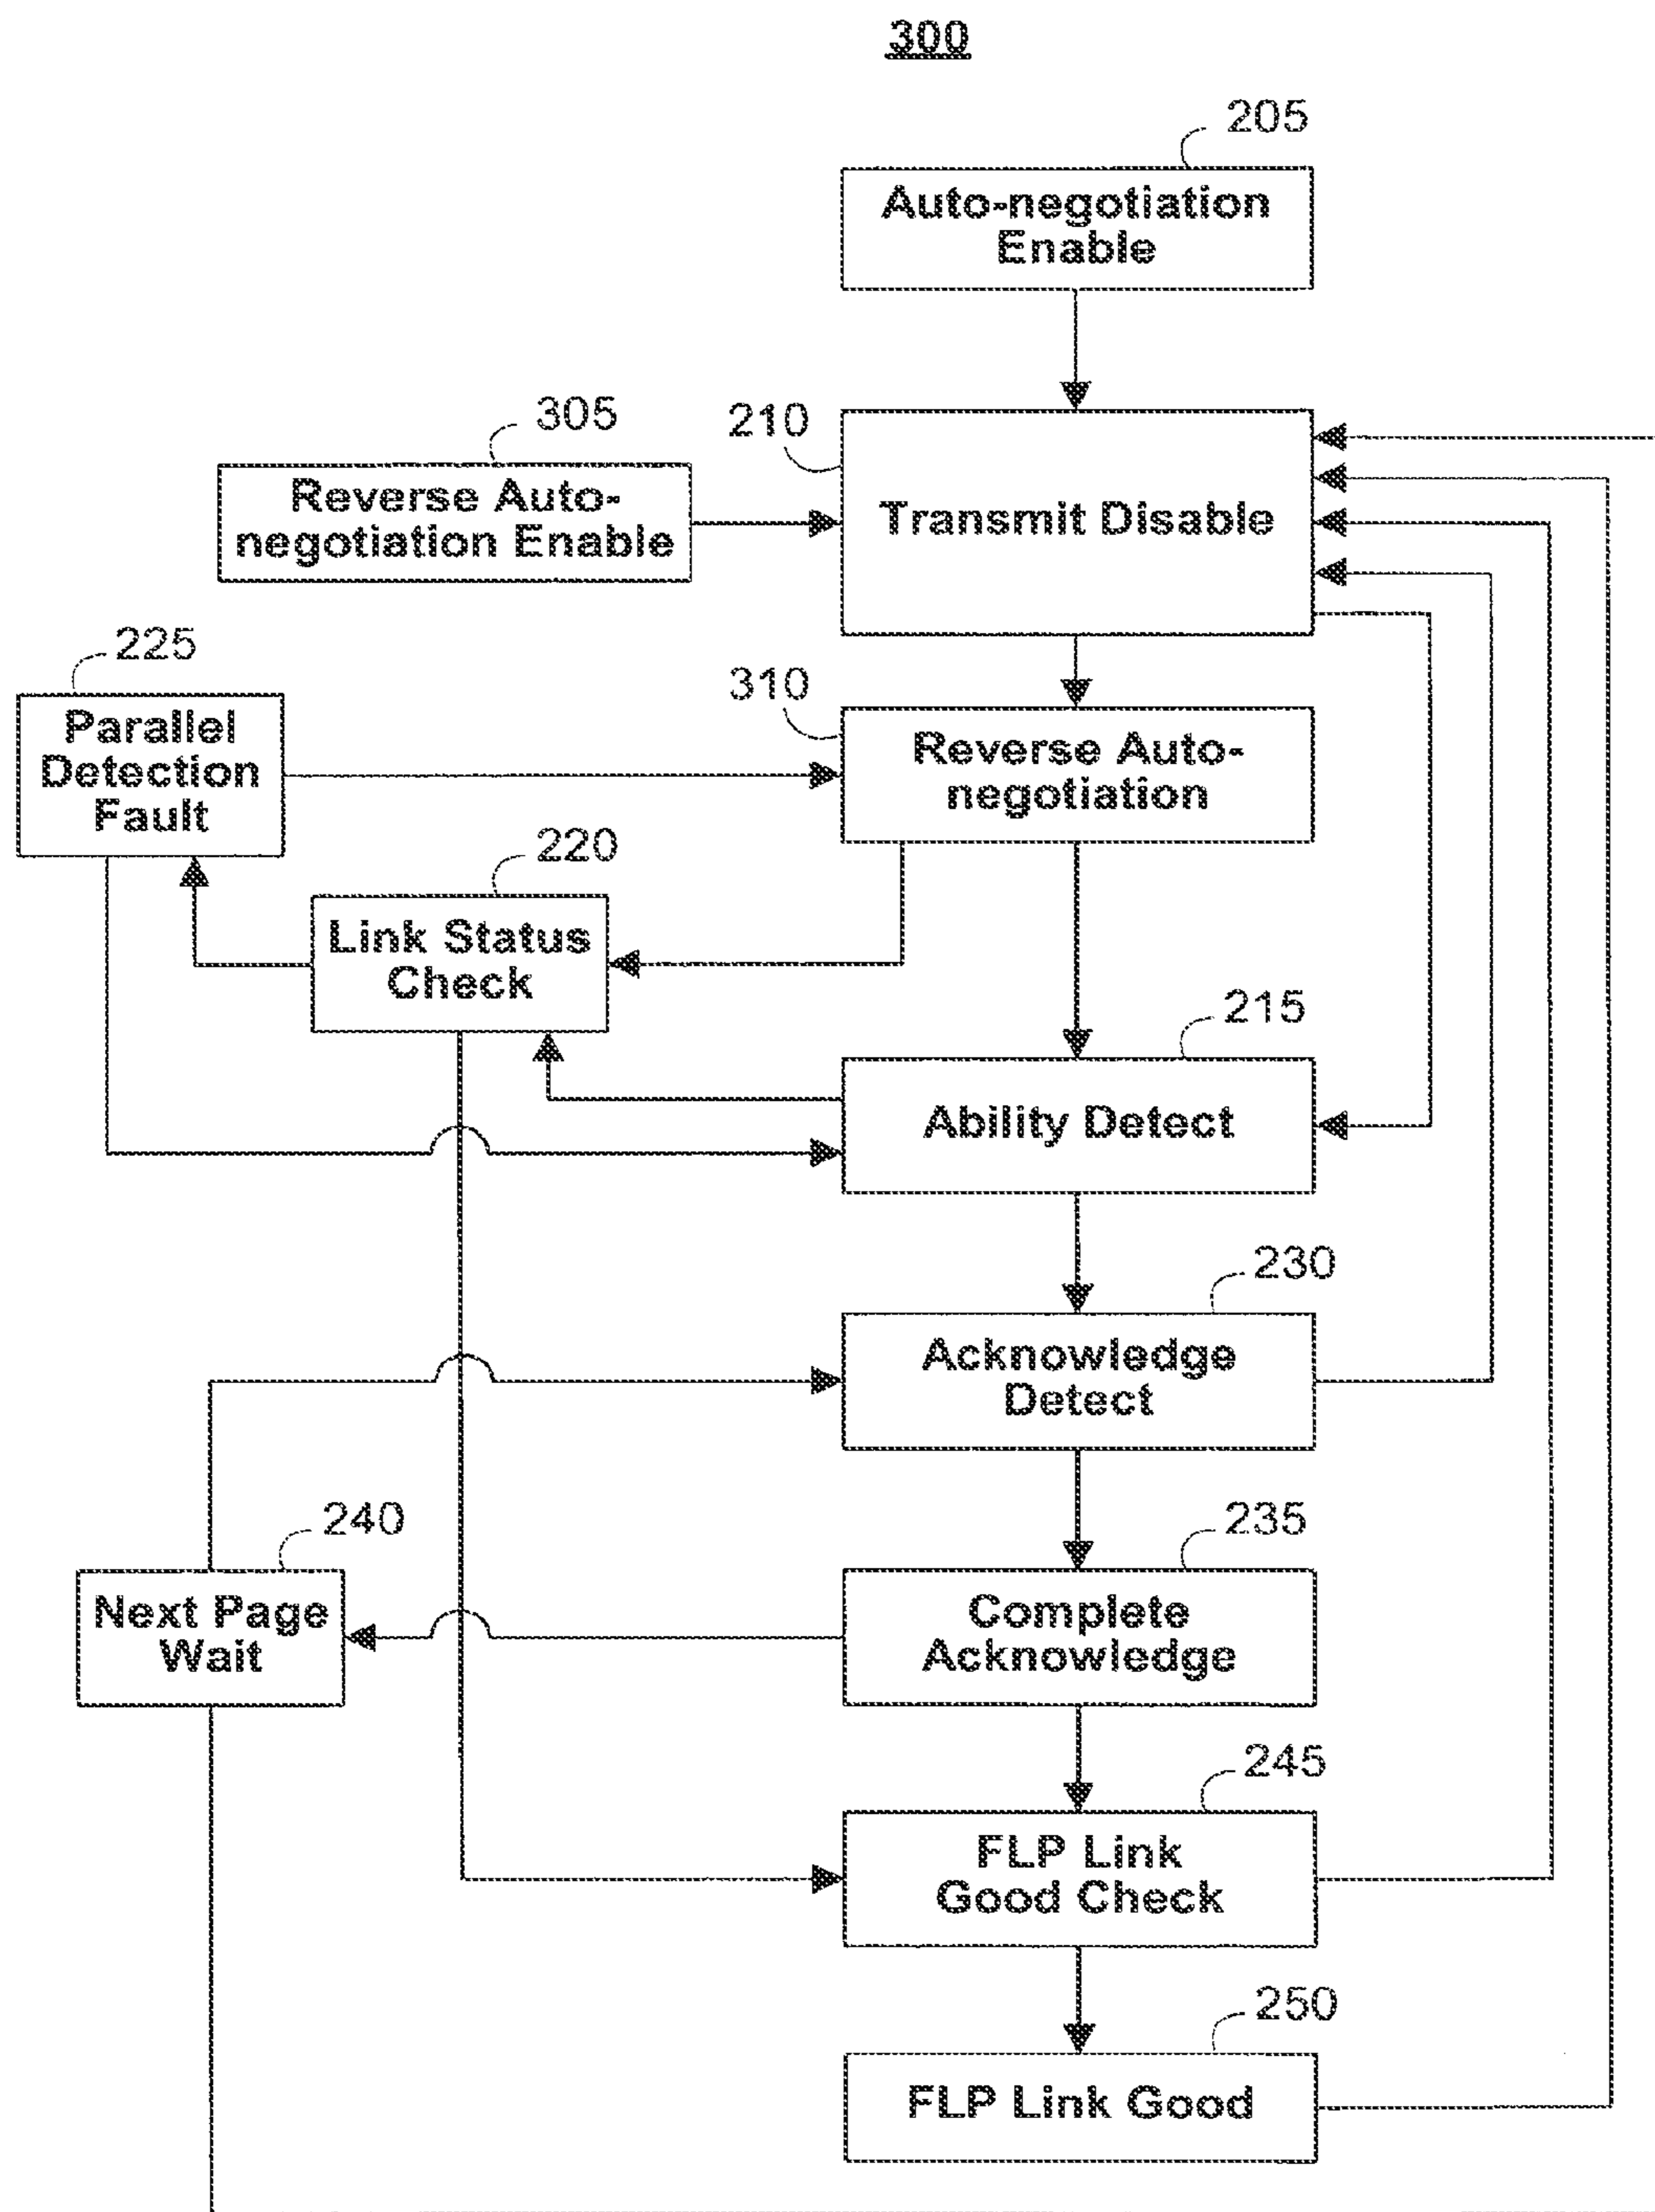 300
205
Auto-negotiation
Enable
305
210
Reverse Auto-
negotiation Enable
Transmit Disable
225
310
Parallel
Detection
Fault
Reverse Auto-
negotiation
220
Link Status
Check
215
Ability Detect
230
Acknowledge
Detect
240
235
Next Page
Wait
Complete
Acknowledge
245
FLP Link
Good Check
250
FLP Link Good